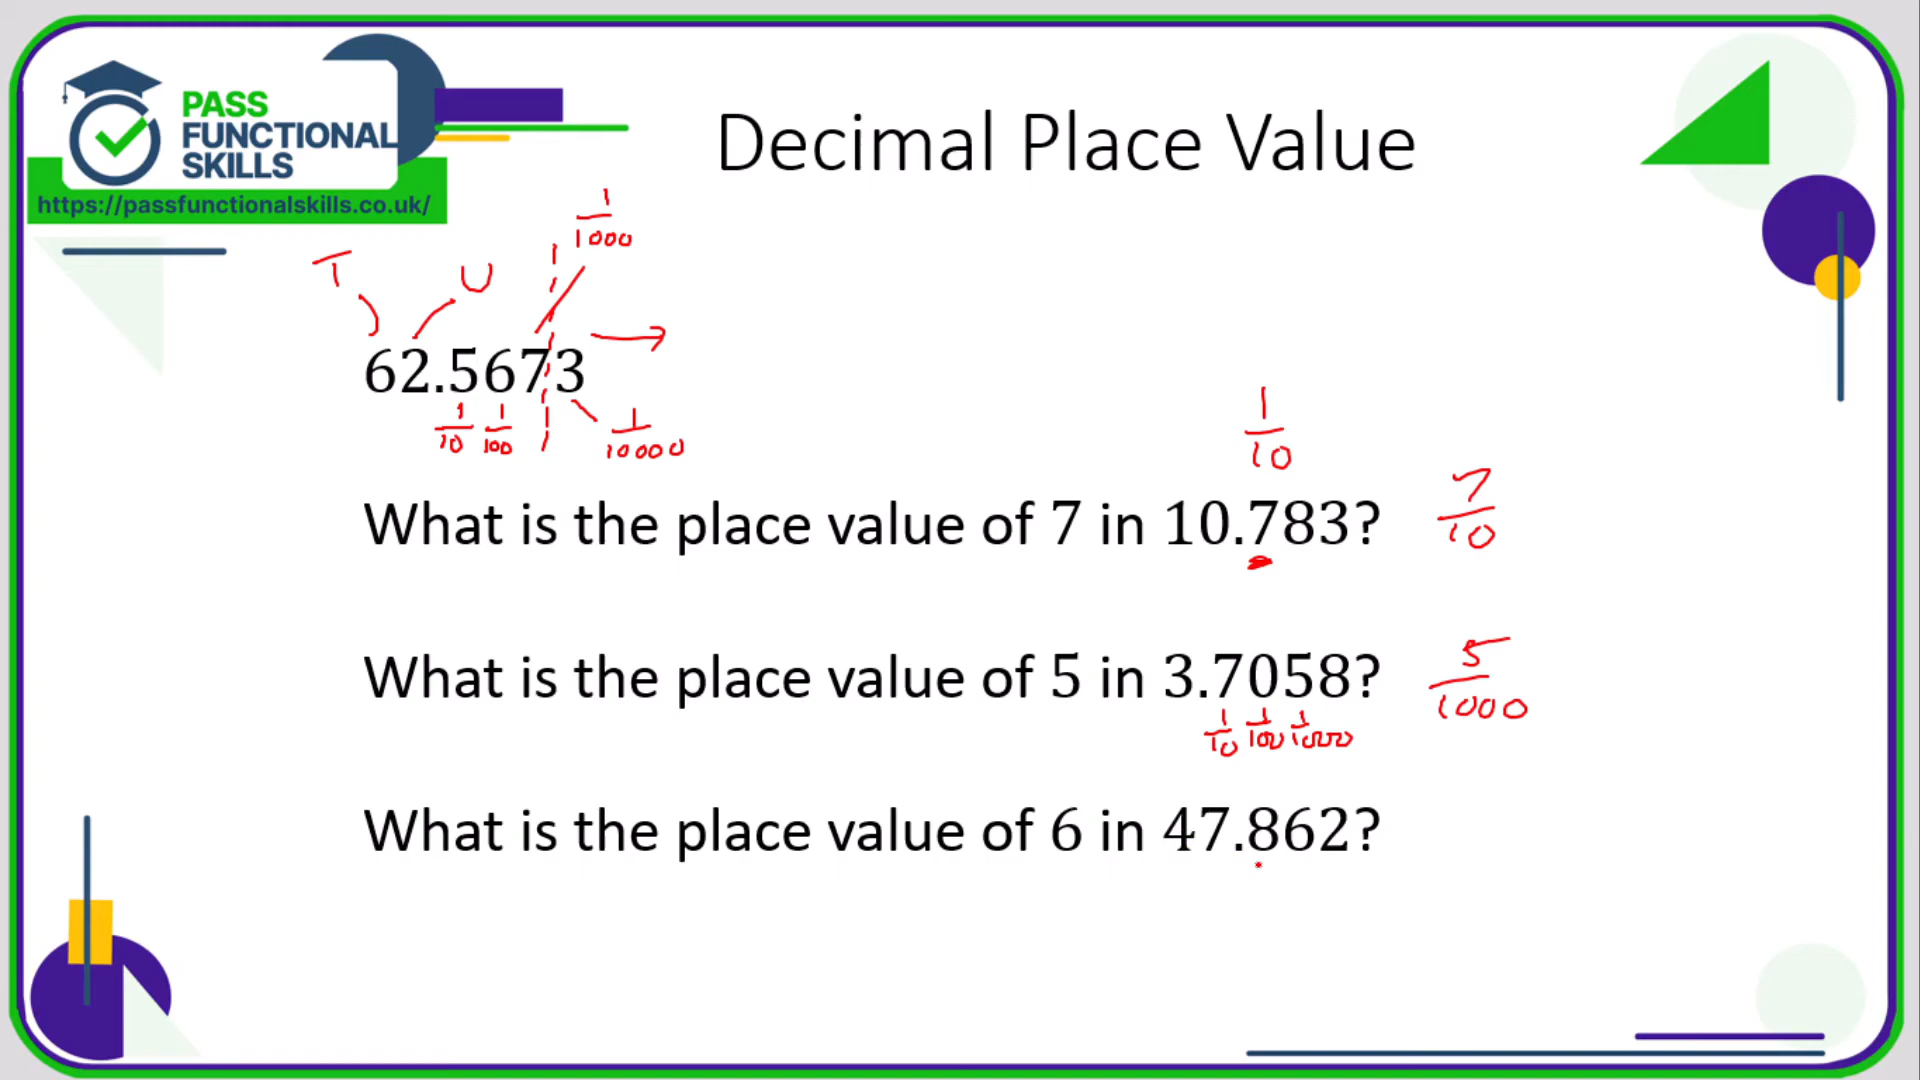 PASS
FUNCTIONAL
SKILLS
https://passfunctionalskills.co.uk/
Decimal Place Value
1
1000
T U
62.5673
1 1 1
10 100 10000
1
10
What is the place value of 7 in 10.783? 7
10
What is the place value of 5 in 3.7058? 5
1000
1 1 1
10 100 1000
What is the place value of 6 in 47.862?